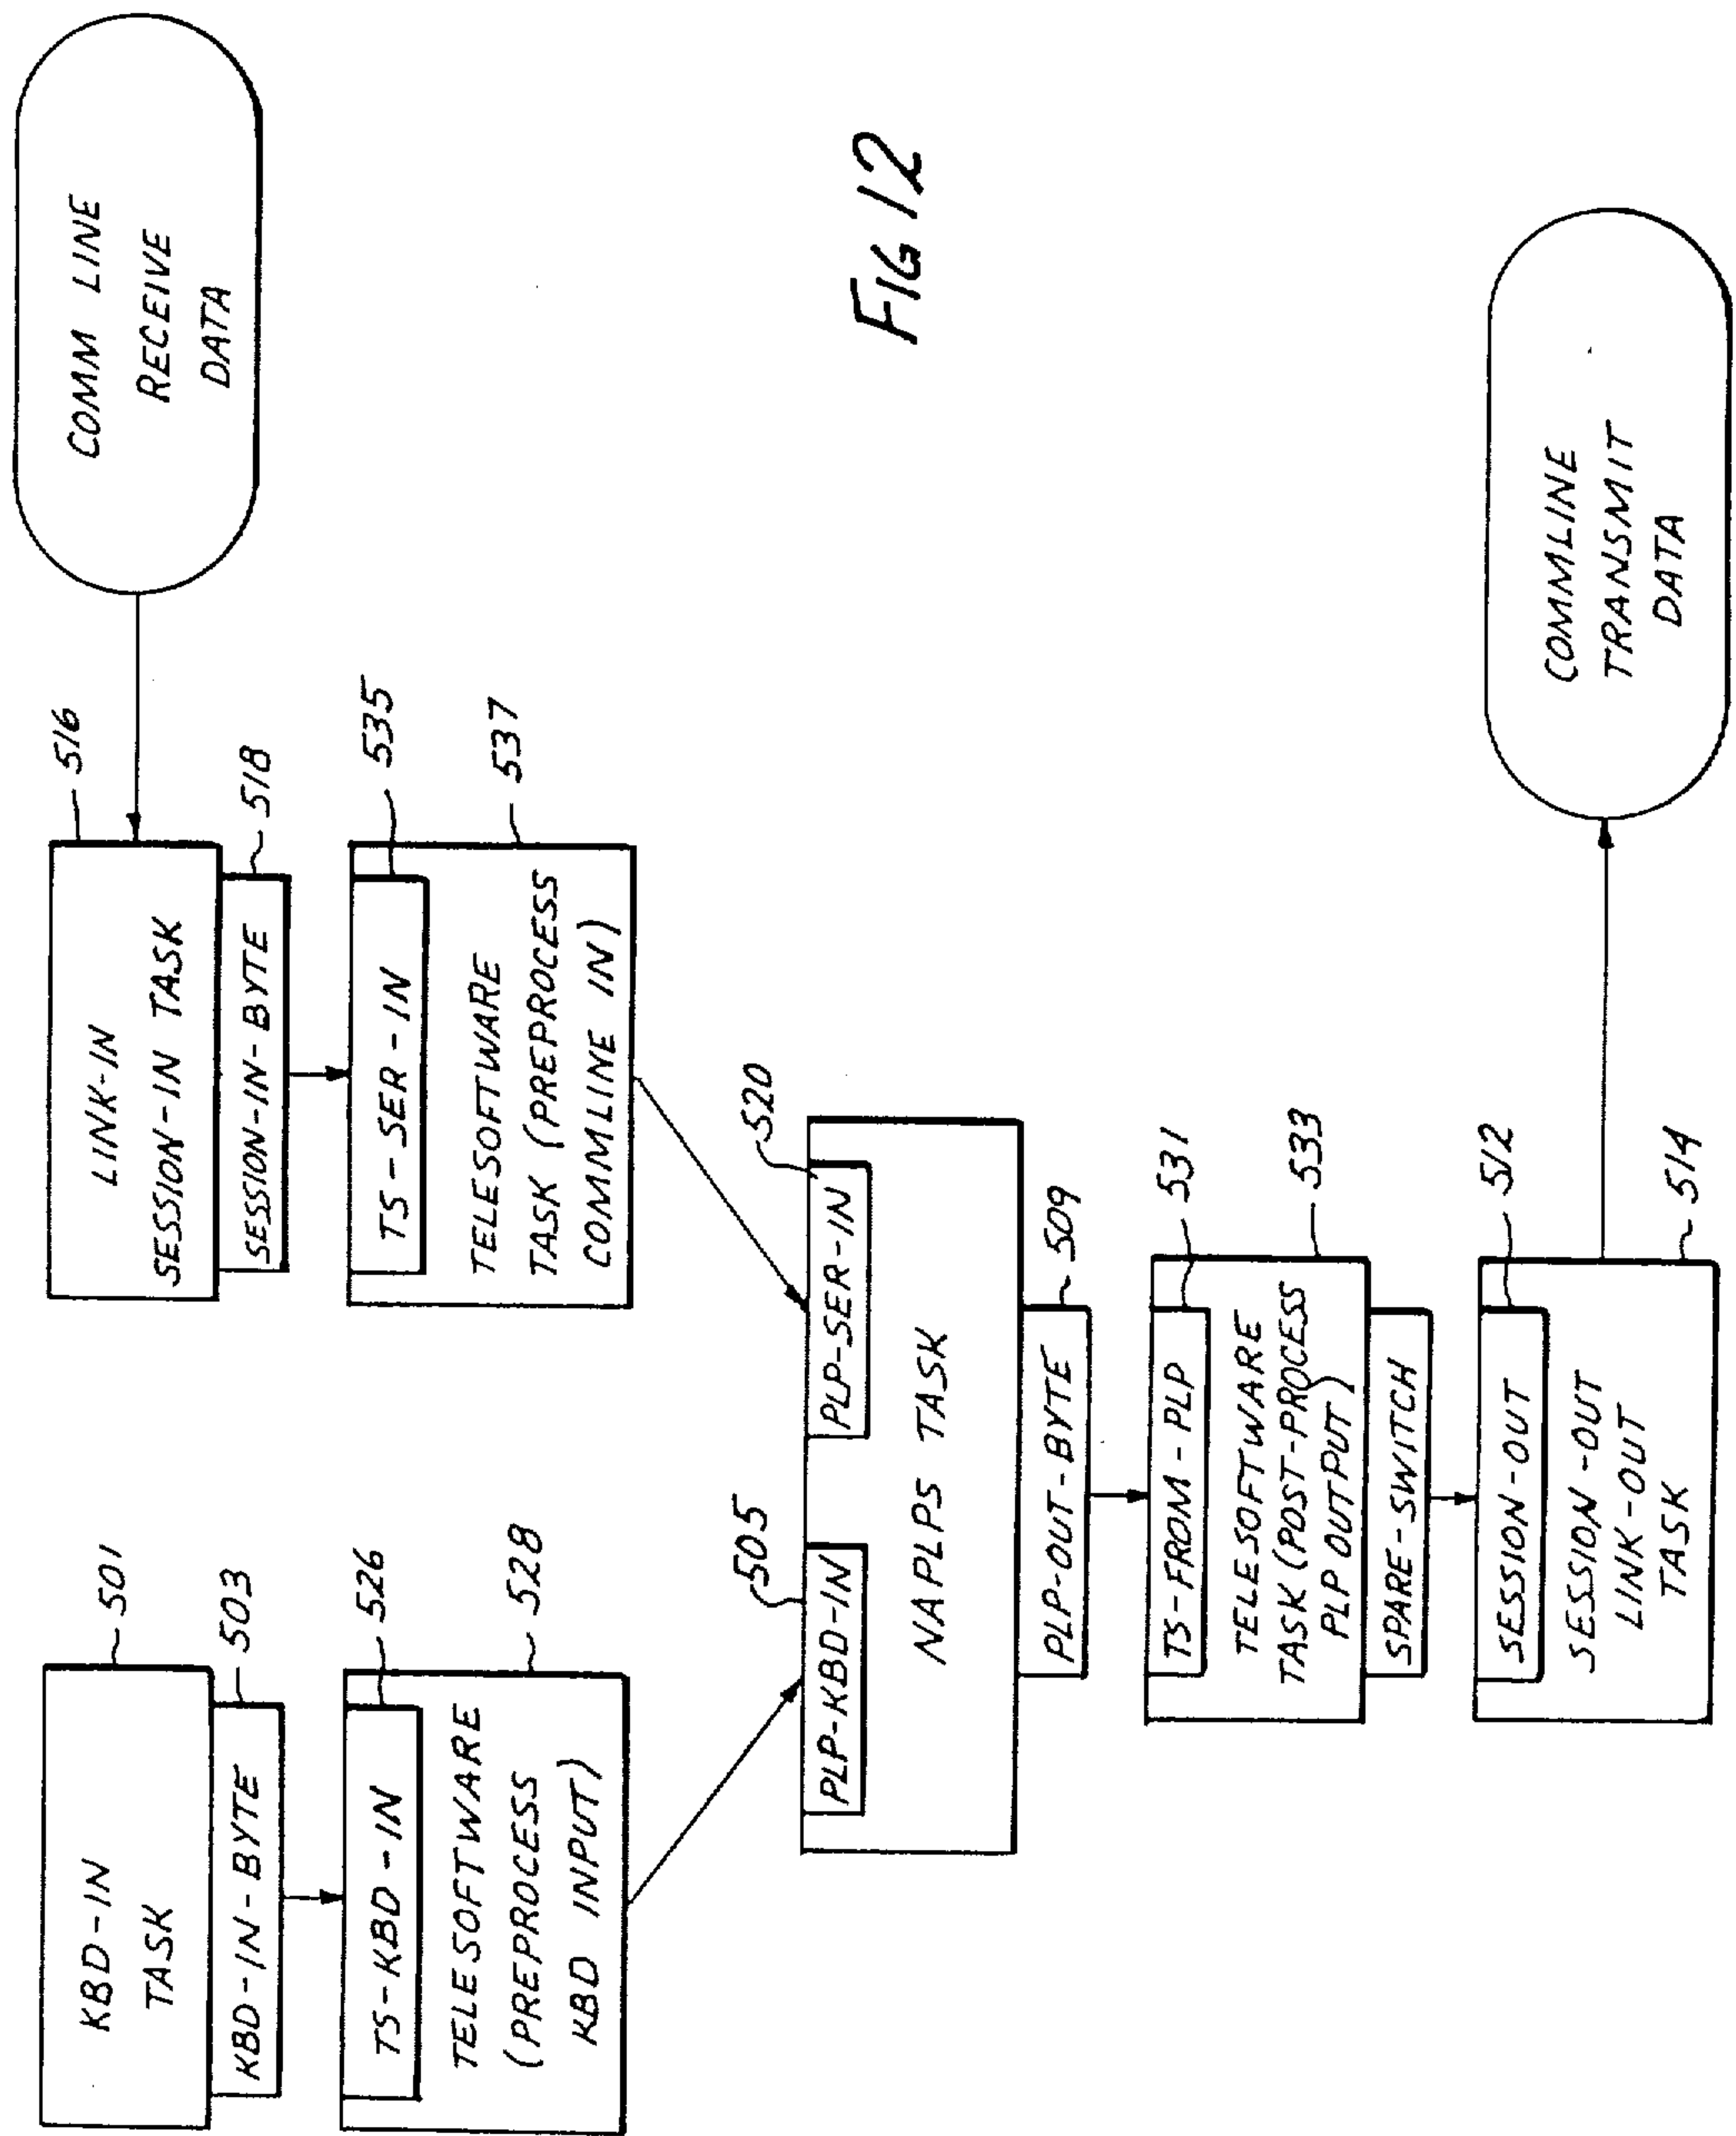 KBD-IN
TASK
501
KBD-IN-BYTE
503
TS-KBD-IN
526
TELESOFTWARE
(PREPROCESS
KBD INPUT)
528
COMM LINE
RECEIVE
DATA
LINK-IN
SESSION-IN TASK
516
SESSION-IN-BYTE
518
TS-SER-IN
535
TELESOFTWARE
TASK (PREPROCESS
COMMLINE IN)
537
PLP-KBD-IN
505
PLP-SER-IN
520
NAPLPS TASK
PLP-OUT-BYTE
509
TS-FROM-PLP
531
TELESOFTWARE
TASK (POST-PROCESS
PLP OUTPUT)
533
SPARE-SWITCH
SESSION-OUT
512
SESSION-OUT
LINK-OUT
TASK
514
COMMLINE
TRANSMIT
DATA
FIG 12